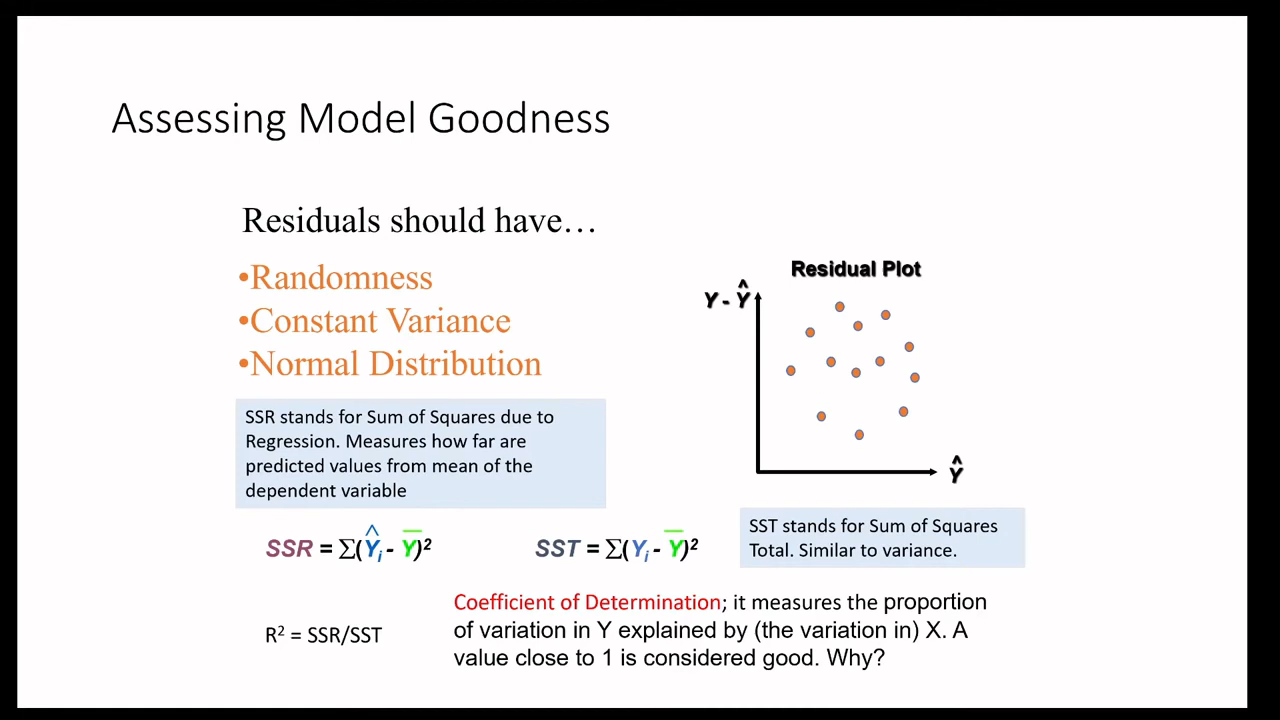 Assessing Model Goodness
Residuals should have…
•Randomness
•Constant Variance
•Normal Distribution
SSR stands for Sum of Squares due to
Regression. Measures how far are
predicted values from mean of the
dependent variable
Residual Plot
Y - Ŷ
Ŷ
SSR = ∑(Ŷi - Y̅)²
SST = ∑(Yi - Y̅)²
SST stands for Sum of Squares
Total. Similar to variance.
R² = SSR/SST
Coefficient of Determination; it measures the proportion
of variation in Y explained by (the variation in) X. A
value close to 1 is considered good. Why?